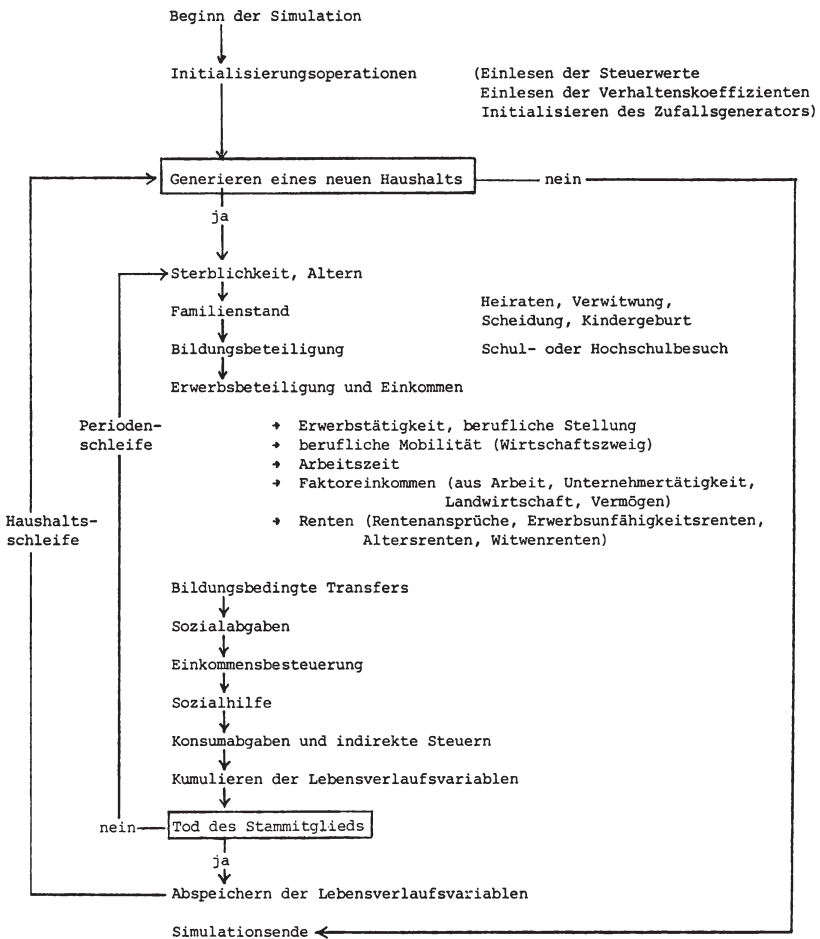 Beginn der Simulation
Initialisierungsoperationen (Einlesen der Steuerwerte
Einlesen der Verhaltenskoeffizienten
Initialisieren des Zufallsgenerators)
Generieren eines neuen Haushalts nein
ja
Sterblichkeit, Altern
Familienstand
Heiraten, Verwitwung,
Scheidung, Kindergeburt
Bildungsbeteiligung Schul- oder Hochschulbesuch
Erwerbsbeteiligung und Einkommen
Perioden-
schleife
→ Erwerbstätigkeit, berufliche Stellung
→ berufliche Mobilität (Wirtschaftszweig)
→ Arbeitszeit
→ Faktoreinkommen (aus Arbeit, Unternehmertätigkeit,
Landwirtschaft, Vermögen)
→ Renten (Rentenansprüche, Erwerbsunfähigkeitsrenten,
Altersrenten, Witwenrenten)
Haushalts-
schleife
Bildungsbedingte Transfers
Sozialabgaben
Einkommensbesteuerung
Sozialhilfe
Konsumabgaben und indirekte Steuern
Kumulieren der Lebensverlaufsvariablen
nein Tod des Stammitglieds
ja
Abspeichern der Lebensverlaufsvariablen
Simulationsende